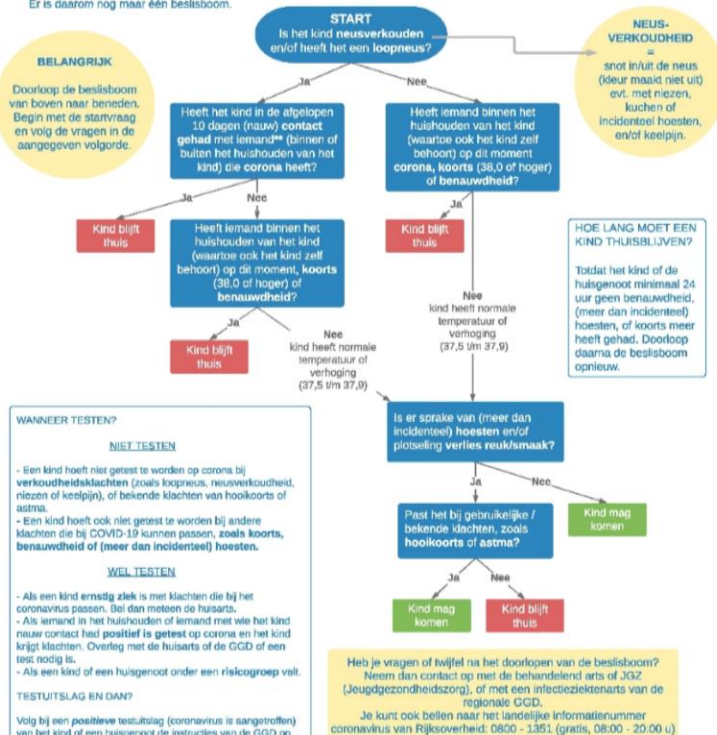 Er is daarom nog maar één beslisboom.
START
Is het kind neusverkouden
en/of heeft het een loopneus?
NEUS-
VERKOUDHEID
=
snot in/uit de neus
(kleur maakt niet uit)
evt. met niezen,
kuchen of
incidenteel hoesten,
en/of keelpijn.
BELANGRIJK
Doorloop de beslisboom
van boven naar beneden.
Begin met de startvraag
en volg de vragen in de
aangegeven volgorde.
Ja
Nee
Heeft het kind in de afgelopen
10 dagen (nauw) contact
gehad met iemand** (binnen of
buiten het huishouden van het
kind) die corona heeft?
Heeft iemand binnen het
huishouden van het kind
(waartoe ook het kind zelf
behoort) op dit moment
corona, koorts (38,0 of hoger)
of benauwdheid?
Ja
Nee
Ja
Kind blijft
thuis
Heeft iemand binnen het
huishouden van het kind
(waartoe ook het kind zelf
behoort) op dit moment, koorts
(38,0 of hoger) of
benauwdheid?
Kind blijft
thuis
HOE LANG MOET EEN
KIND THUISBLIJVEN?
Totdat het kind of de
huisgenoot minimaal 24
uur geen benauwdheid,
(meer dan incidenteel)
hoesten, of koorts meer
heeft gehad. Doorloop
daarna de beslisboom
opnieuw.
Ja
Kind blijft
thuis
Nee
kind heeft normale
temperatuur of
verhoging
(37,5 t/m 37,9)
Nee
kind heeft normale
temperatuur of
verhoging
(37,5 t/m 37,9)
Is er sprake van (meer dan
incidenteel) hoesten en/of
plotseling verlies reuk/smaak?
Ja
Nee
Past het bij gebruikelijke /
bekende klachten, zoals
hooikoorts of astma?
Kind mag
komen
Ja
Nee
Kind mag
komen
Kind blijft
thuis
WANNEER TESTEN?
NIET TESTEN
- Een kind hoeft niet getest te worden op corona bij
verkoudheidsklachten (zoals loopneus, neusverkoudheid,
niezen of keelpijn), of bekende klachten van hooikoorts of
astma.
- Een kind hoeft ook niet getest te worden bij andere
klachten die bij COVID-19 kunnen passen, zoals koorts,
benauwdheid of (meer dan incidenteel) hoesten.
WEL TESTEN
- Als een kind ernstig ziek is met klachten die bij het
coronavirus passen. Bel dan meteen de huisarts.
- Als iemand in het huishouden of iemand met wie het kind
nauw contact had positief is getest op corona en het kind
krijgt klachten. Overleg met de huisarts of de GGD of een
test nodig is.
- Als een kind of een huisgenoot onder een risicogroep valt.
TESTUITSLAG EN DAN?
Volg bij een positieve testuitslag (coronavirus is aangetroffen)
van het kind of een huisgenoot de instructies van de GGD op
Heb je vragen of twijfel na het doorlopen van de beslisboom?
Neem dan contact op met de behandelend arts of JGZ
(Jeugdgezondheidszorg), of met een infectieziektenarts van de
regionale GGD.
Je kunt ook bellen naar het landelijke informatienummer
coronavirus van Rijksoverheid: 0800 - 1351 (gratis, 08:00 - 20:00 u)